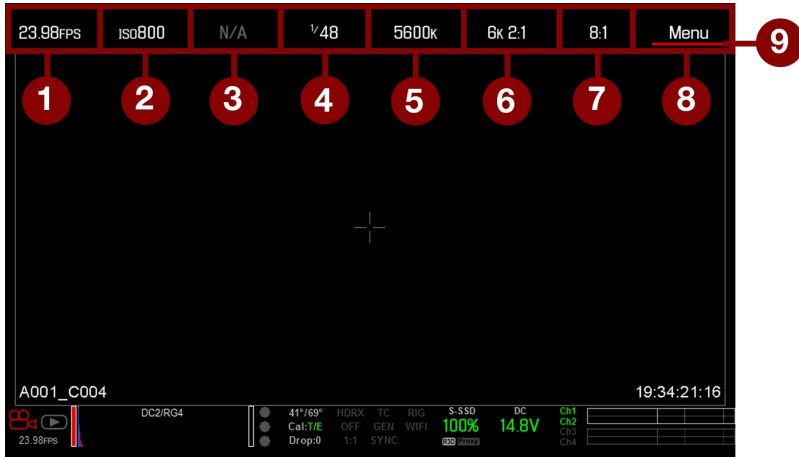 23.98FPS ISO800 N/A 1/48 5600K 6K 2:1 8:1 Menu
9
1 2 3 4 5 6 7 8
A001_C004 19:34:21:16
DC2/RG4 41°/69° HDRX TC RIG S-SSD DC Ch1
Cal:T/E OFF GEN WIFI 100% 14.8V Ch2
23.98FPS Drop:0 1:1 SYNC R3D Proxy Ch3
Ch4